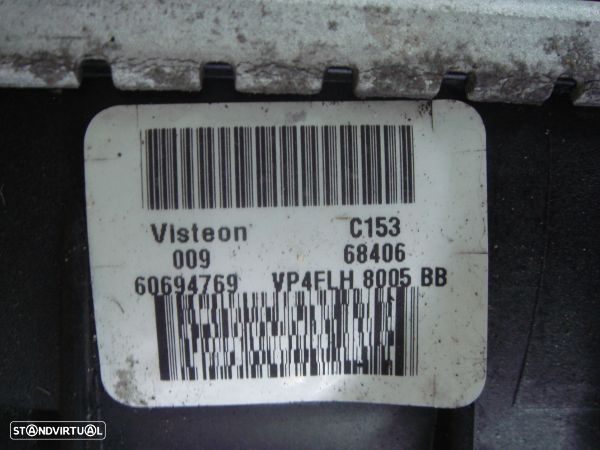 Visteon C153
009 68406
60694769 VP4FLH 8005 BB
STANDVIRTUAL